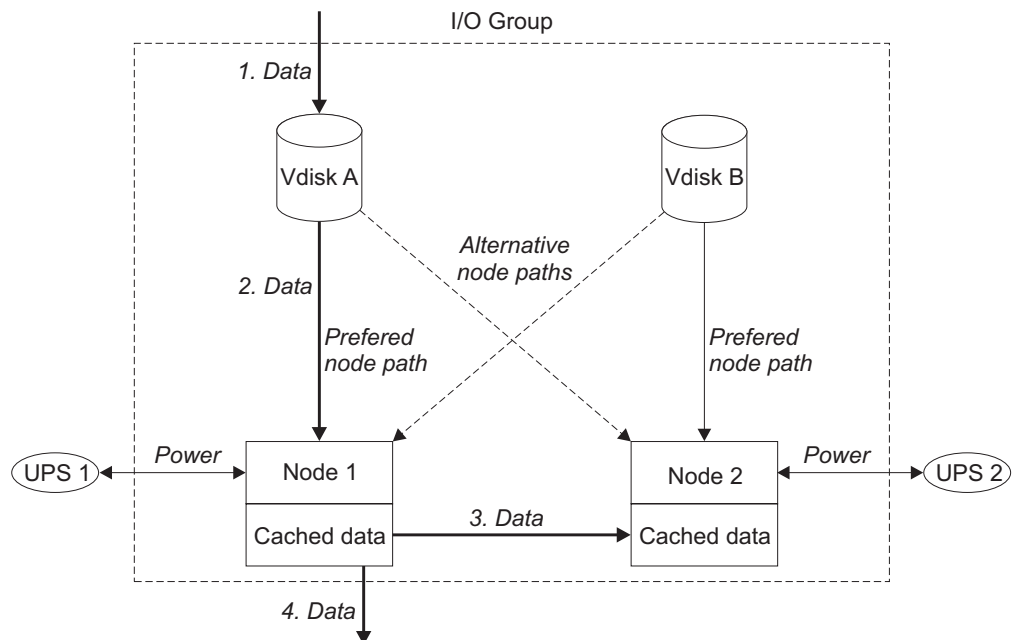 I/O Group
1. Data
Vdisk A
Vdisk B
Alternative
node paths
2. Data
Prefered
node path
Prefered
node path
UPS 1
Power
Node 1
Node 2
Power
UPS 2
Cached data
3. Data
Cached data
4. Data